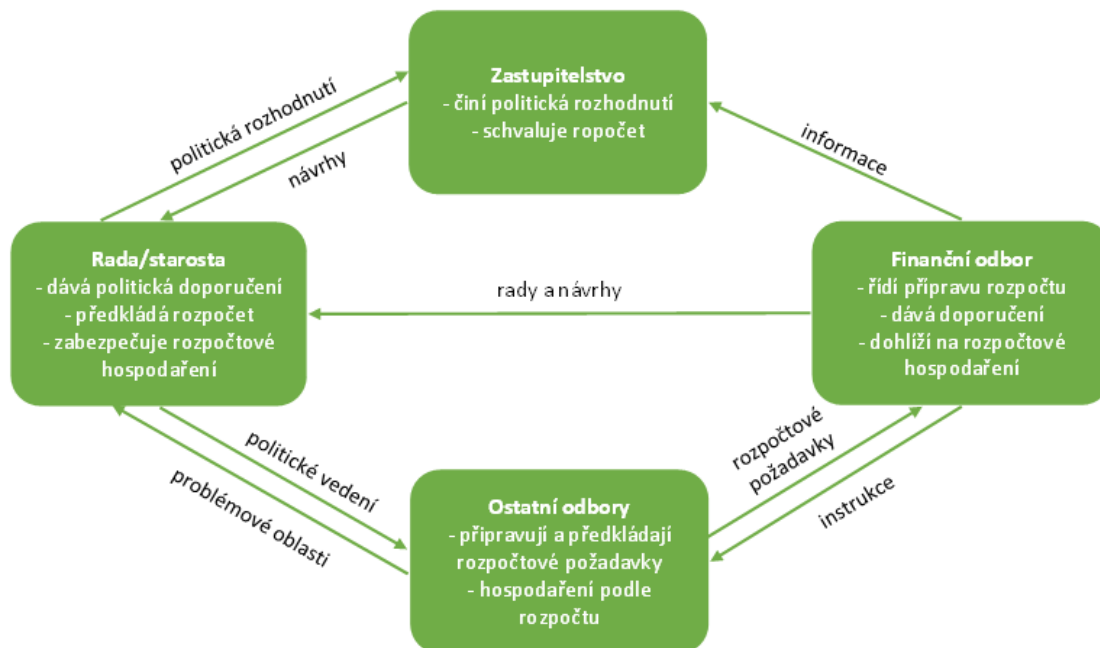 Zastupitelstvo
- činí politická rozhodnutí
- schvaluje ropočet
politická rozhodnutí
návrhy
informace
Rada/starosta
- dává politická doporučení
- předkládá rozpočet
- zabezpečuje rozpočtové
hospodaření
rady a návrhy
Finanční odbor
- řídí přípravu rozpočtu
- dává doporučení
- dohlíží na rozpočtové
hospodaření
politické vedení
problémové oblasti
rozpočtové
požadavky
instrukce
Ostatní odbory
- připravují a předkládají
rozpočtové požadavky
- hospodaření podle
rozpočtu